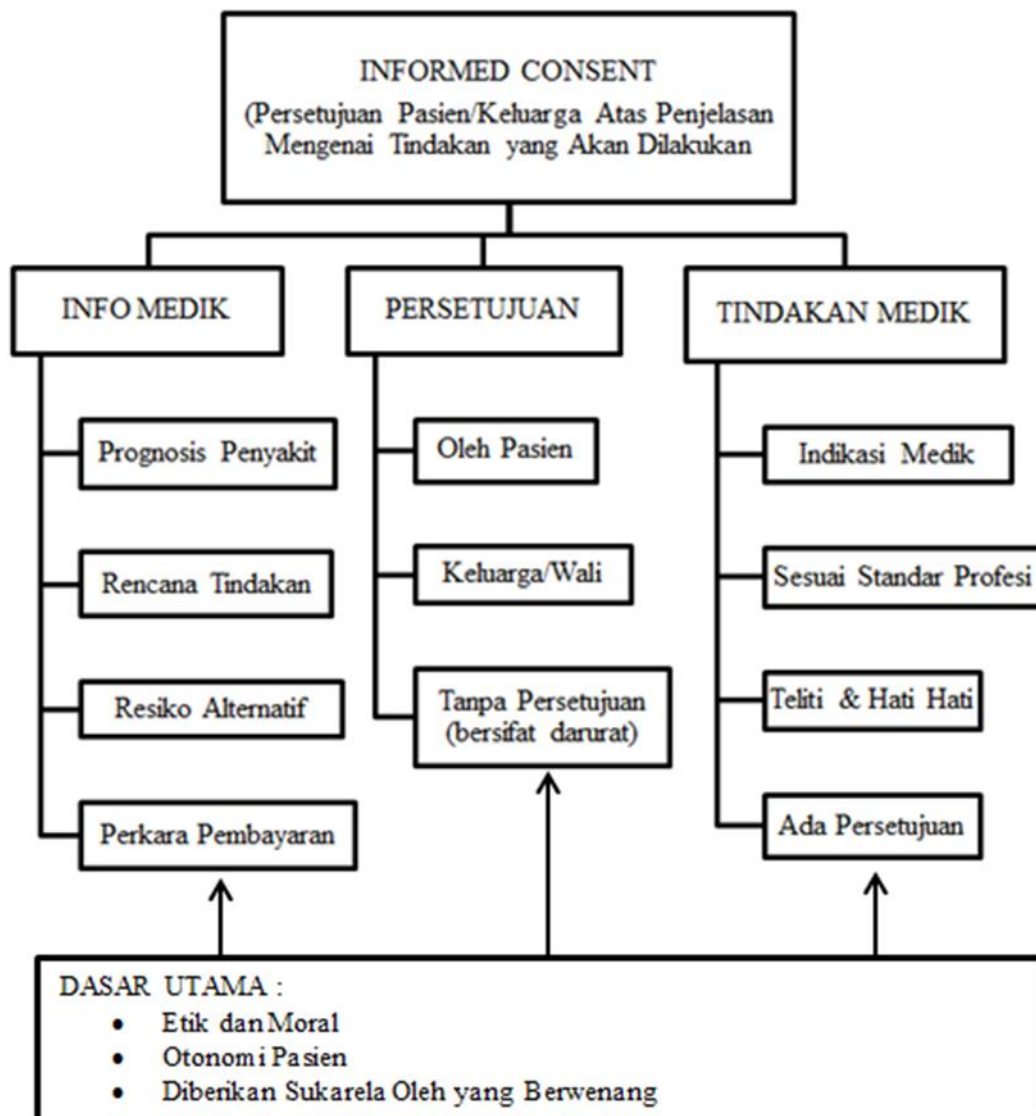 INFORMED CONSENT
(Persetujuan Pasien/Keluarga Atas Penjelasan
Mengenai Tindakan yang Akan Dilakukan
INFO MEDIK
Prognosis Penyakit
Rencana Tindakan
Resiko Alternatif
Perkara Pembayaran
PERSETUJUAN
Oleh Pasien
Keluarga/Wali
Tanpa Persetujuan
(bersifat darurat)
TINDAKAN MEDIK
Indikasi Medik
Sesuai Standar Profesi
Teliti & Hati Hati
Ada Persetujuan
DASAR UTAMA :
• Etik dan Moral
• Otonomi Pasien
• Diberikan Sukarela Oleh yang Berwenang